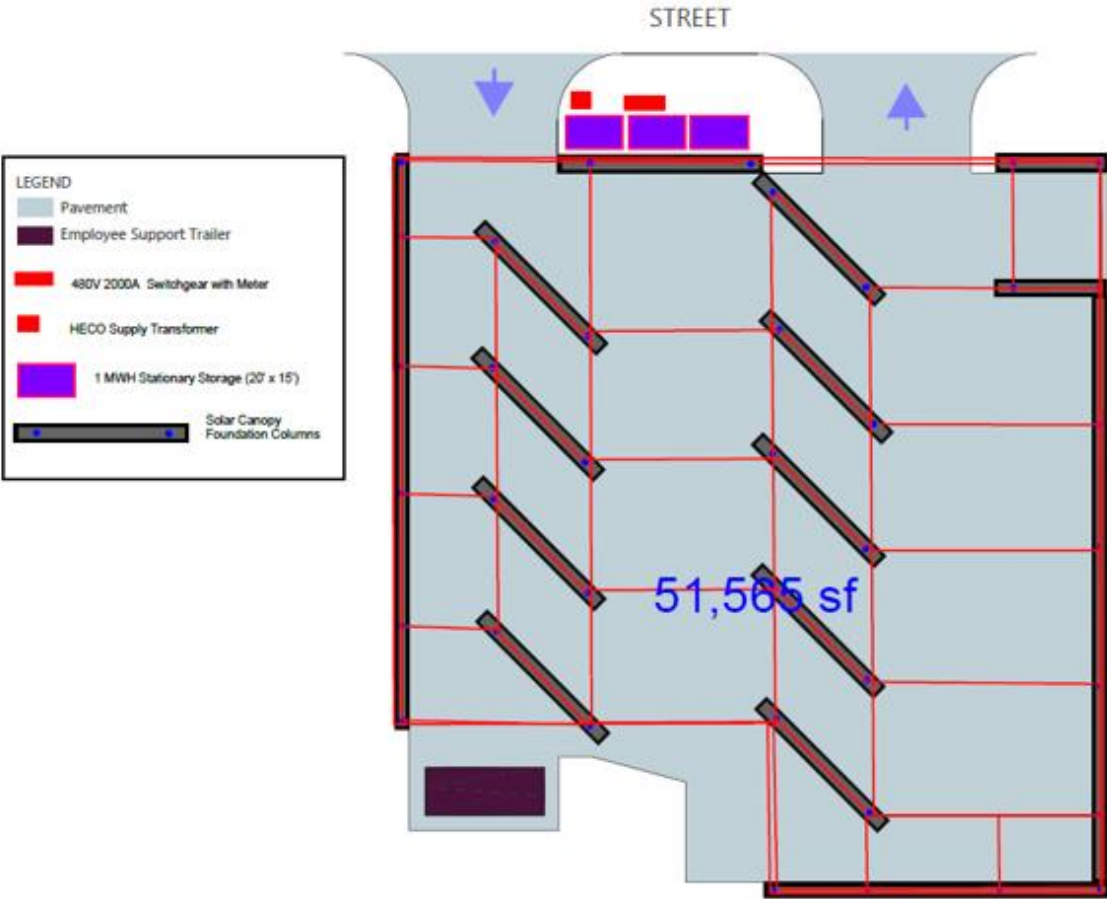 STREET
LEGEND
Pavement
Employee Support Trailer
480V 2000A Switchgear with Meter
HECO Supply Transformer
1 MWH Stationary Storage (20' x 15')
Solar Canopy
Foundation Columns
51,565 sf